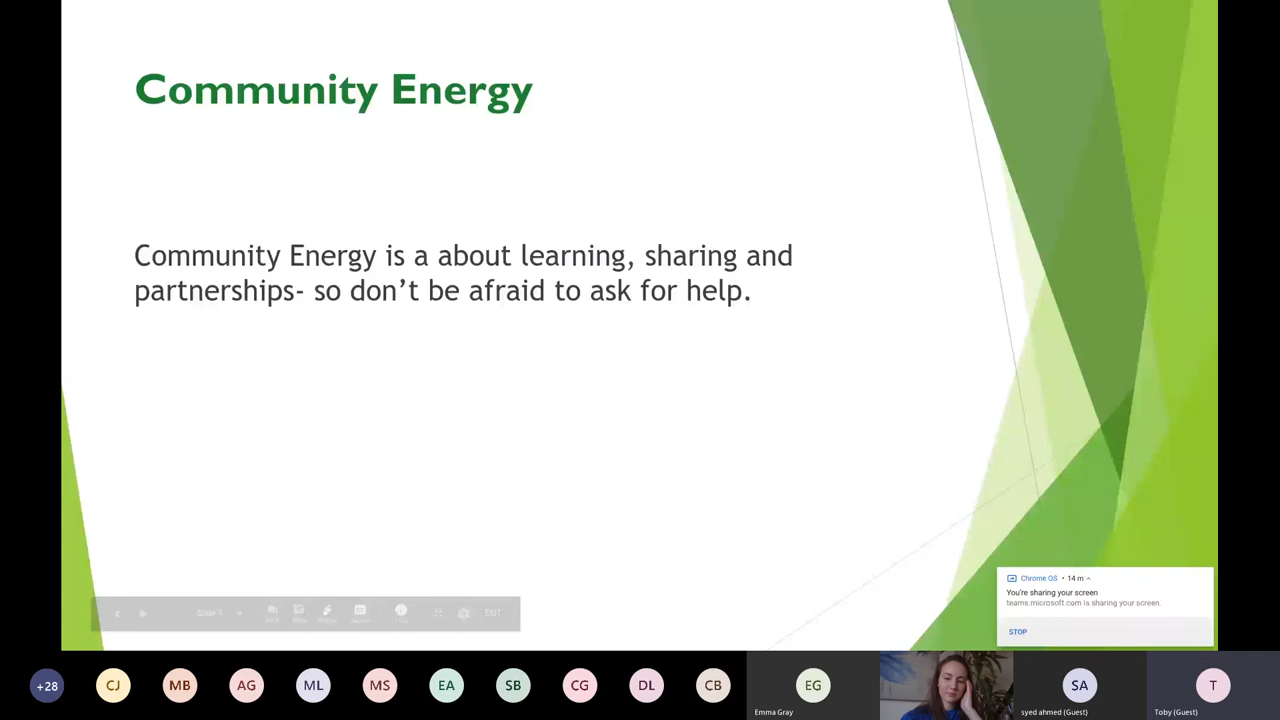 Community Energy
Community Energy is a about learning, sharing and
partnerships- so don’t be afraid to ask for help.
Chrome OS • 14 m
You're sharing your screen
teams.microsoft.com is sharing your screen.
STOP
+28
CJ
MB
AG
ML
MS
EA
SB
CG
DL
CB
EG
SA
T
Emma Gray
syed ahmed (Guest)
Toby (Guest)